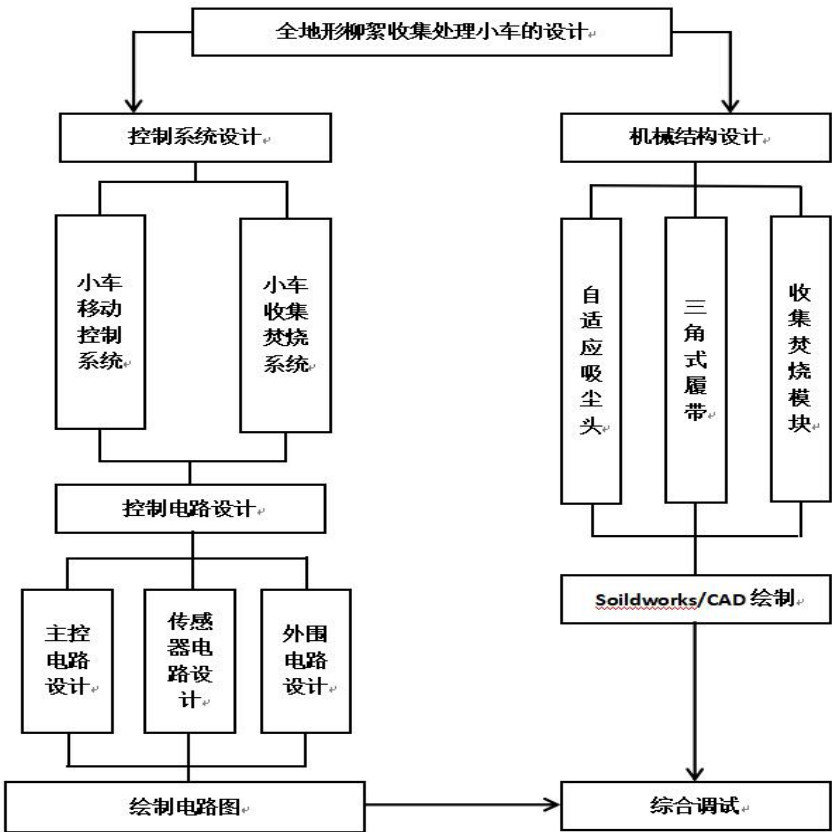 全地形柳絮收集处理小车的设计
控制系统设计
机械结构设计
小车
移动
控制
系统
小车
收集
焚烧
系统
自
适
应
吸
尘
头
三
角
式
履
带
收
集
焚
烧
模
块
控制电路设计
主控
电路
设计
传感
器电
路设
计
外围
电路
设计
Soildworks/CAD 绘制
绘制电路图
综合调试